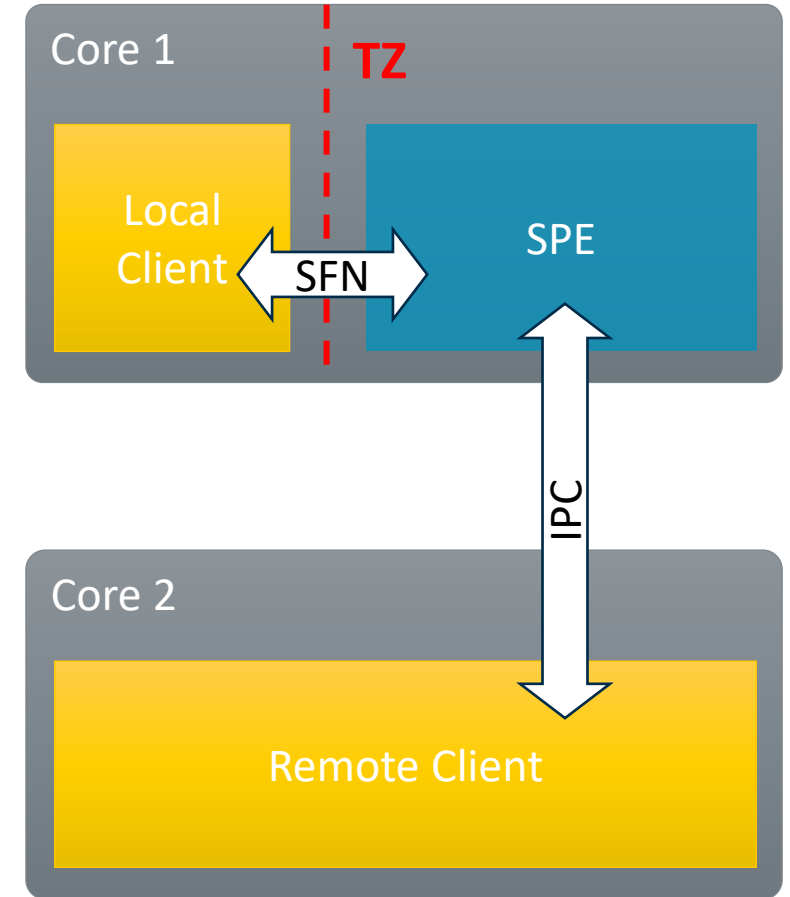 Core 1
TZ
Local
Client
SFN
SPE
IPC
Core 2
Remote Client